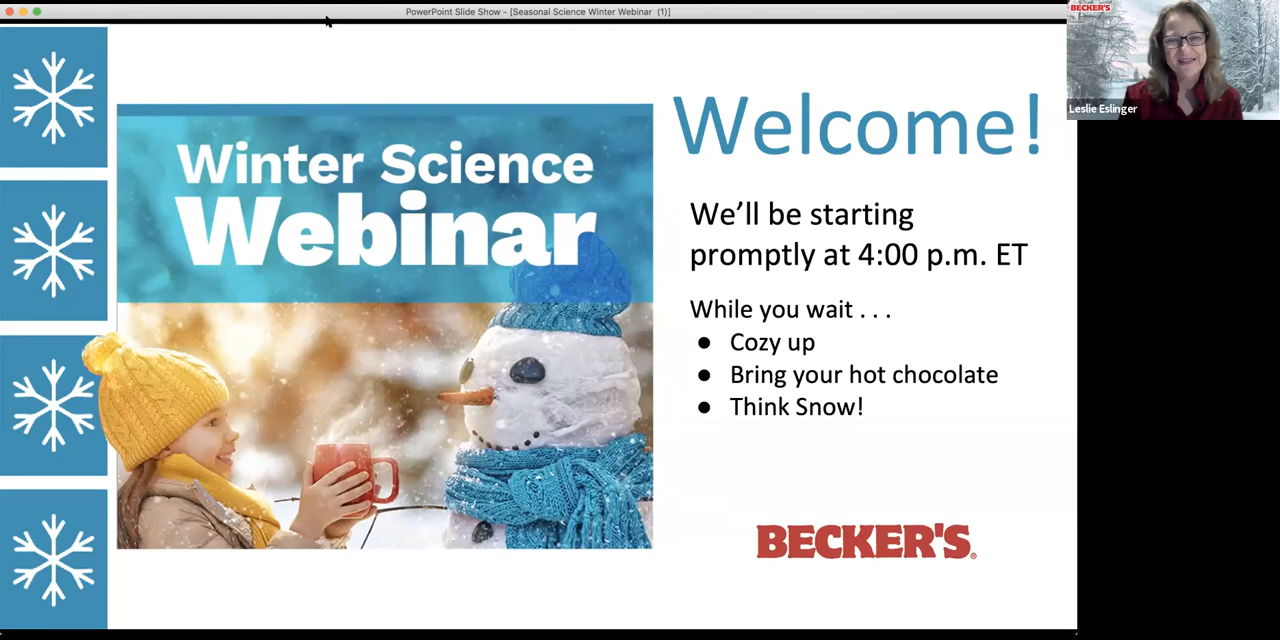 PowerPoint Slide Show - [Seasonal Science Winter Webinar (1)]
BECKER'S
Leslie Eslinger
Winter Science
Webinar
Welcome!
We'll be starting
promptly at 4:00 p.m. ET
While you wait . . .
● Cozy up
● Bring your hot chocolate
● Think Snow!
BECKER'S®